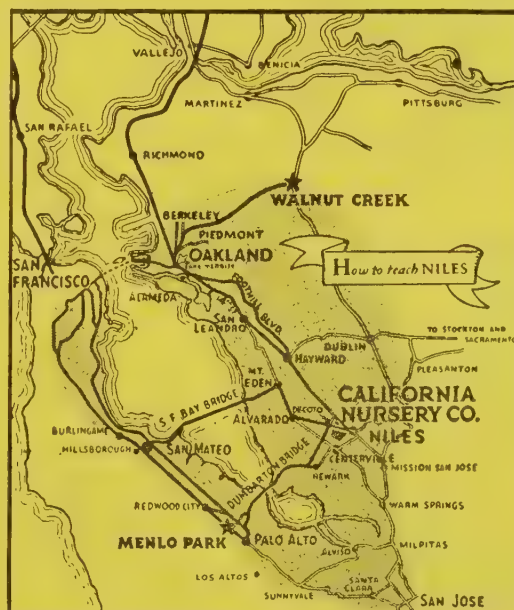 VALLEJO
BENICIA
MARTINEZ
PITTSBURG
SAN RAFAEL
RICHMOND
WALNUT CREEK
BERKELEY
PIEDMONT
OAKLAND
SAN
FRANCISCO
How to teach NILES
ALAMEDA
FOOTHILL BLVD.
SAN
LEANDRO
DUBLIN
TO STOCKTON AND
SACRAMENTO
HAYWARD
PLEASANTON
MT.
EDEN
CALIFORNIA
NURSERY CO.
NILES
S F BAY BRIDGE
ALVARADO
DECOTO
BURLINGAME
HILLSBOROUGH
SAN MATEO
CENTERVILLE
MISSION SAN JOSE
NEWARK
DUMBARTON BRIDGE
REDWOOD CITY
WARM SPRINGS
MENLO PARK
PALO ALTO
ALVISO
MILPITAS
LOS ALTOS
SUNNYVALE
SANTA
CLARA
SAN JOSE